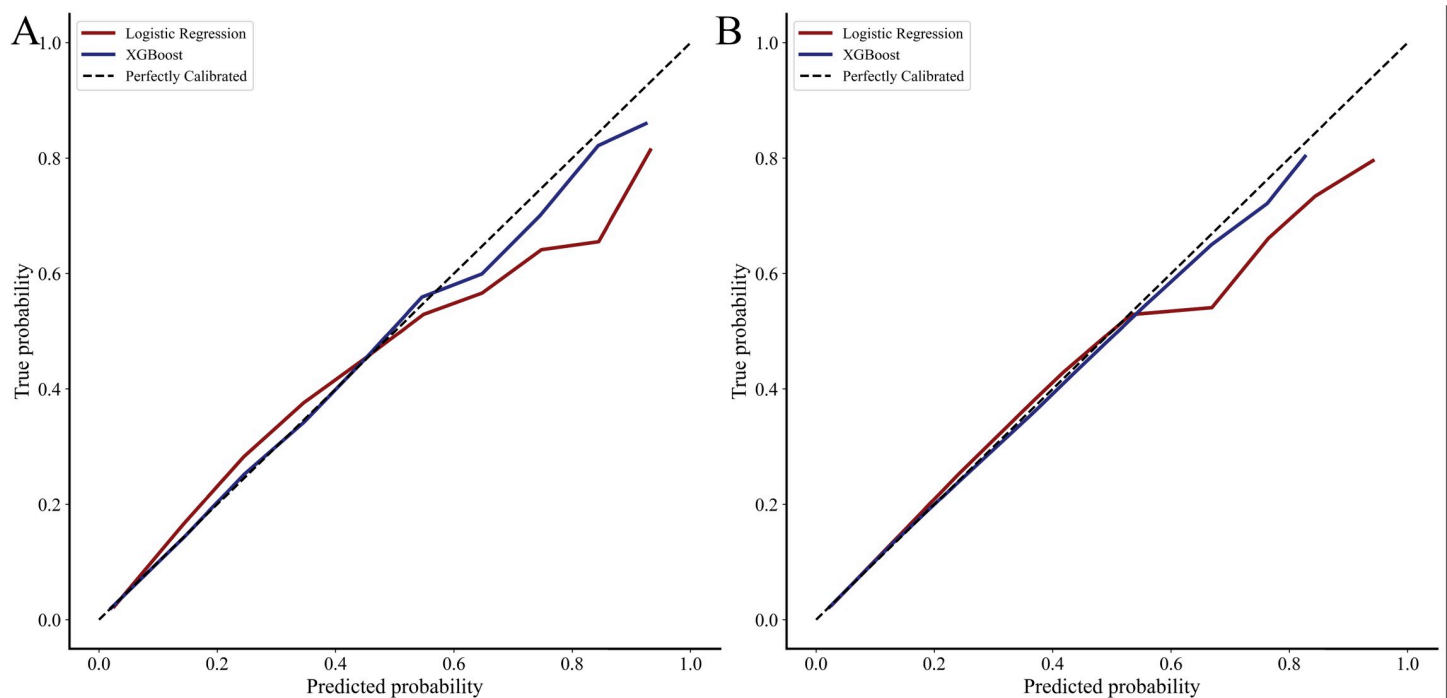 A
Logistic Regression
XGBoost
Perfectly Calibrated
1.0
0.8
0.6
0.4
0.2
0.0
True probability
0.0 0.2 0.4 0.6 0.8 1.0
Predicted probability
B
Logistic Regression
XGBoost
Perfectly Calibrated
1.0
0.8
0.6
0.4
0.2
0.0
True probability
0.0 0.2 0.4 0.6 0.8 1.0
Predicted probability